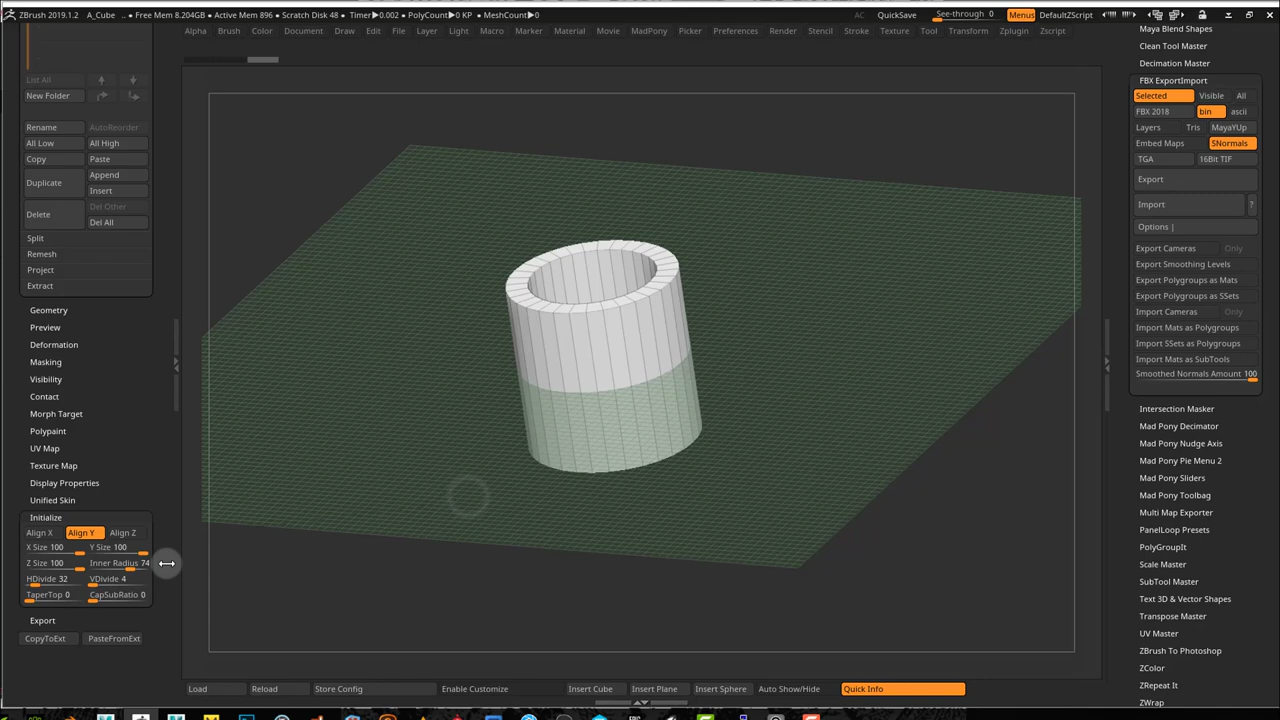 ZBrush 2019.1.2 A_Cube .. • Free Mem 8.204GB • Active Mem 896 • Scratch Disk 48 • Timer▶0.002 • PolyCount▶0 KP • MeshCount▶0 AC QuickSave See-through 0 Menus DefaultZScript
Alpha Brush Color Document Draw Edit File Layer Light Macro Marker Material Movie MadPony Picker Preferences Render Stencil Stroke Texture Tool Transform Zplugin Zscript
List All
New Folder
Rename AutoReorder
All Low All High
Copy Paste
Duplicate
Append
Insert
Delete
Del Other
Del All
Split
Remesh
Project
Extract
Geometry
Preview
Deformation
Masking
Visibility
Contact
Morph Target
Polypaint
UV Map
Texture Map
Display Properties
Unified Skin
Initialize
Align X Align Y Align Z
X Size 100 Y Size 100
Z Size 100 Inner Radius 74
HDivide 32 VDivide 4
TaperTop 0 CapSubRatio 0
Export
CopyToExt PasteFromExt
Load Reload Store Config Enable Customize Insert Cube Insert Plane Insert Sphere Auto Show/Hide Quick Info
Maya Blend Shapes
Clean Tool Master
Decimation Master
FBX ExportImport
Selected Visible All
FBX 2018 bin ascii
Layers Tris MayaYUp
Embed Maps SNormals
TGA 16Bit TIF
Export
Import ?
Options |
Export Cameras Only
Export Smoothing Levels
Export Polygroups as Mats
Export Polygroups as SSets
Import Cameras Only
Import Mats as Polygroups
Import SSets as Polygroups
Import Mats as SubTools
Smoothed Normals Amount 100
Intersection Masker
Mad Pony Decimator
Mad Pony Nudge Axis
Mad Pony Pie Menu 2
Mad Pony Sliders
Mad Pony Toolbag
Multi Map Exporter
PanelLoop Presets
PolyGroupIt
Scale Master
SubTool Master
Text 3D & Vector Shapes
Transpose Master
UV Master
ZBrush To Photoshop
ZColor
ZRepeat It
ZWrap